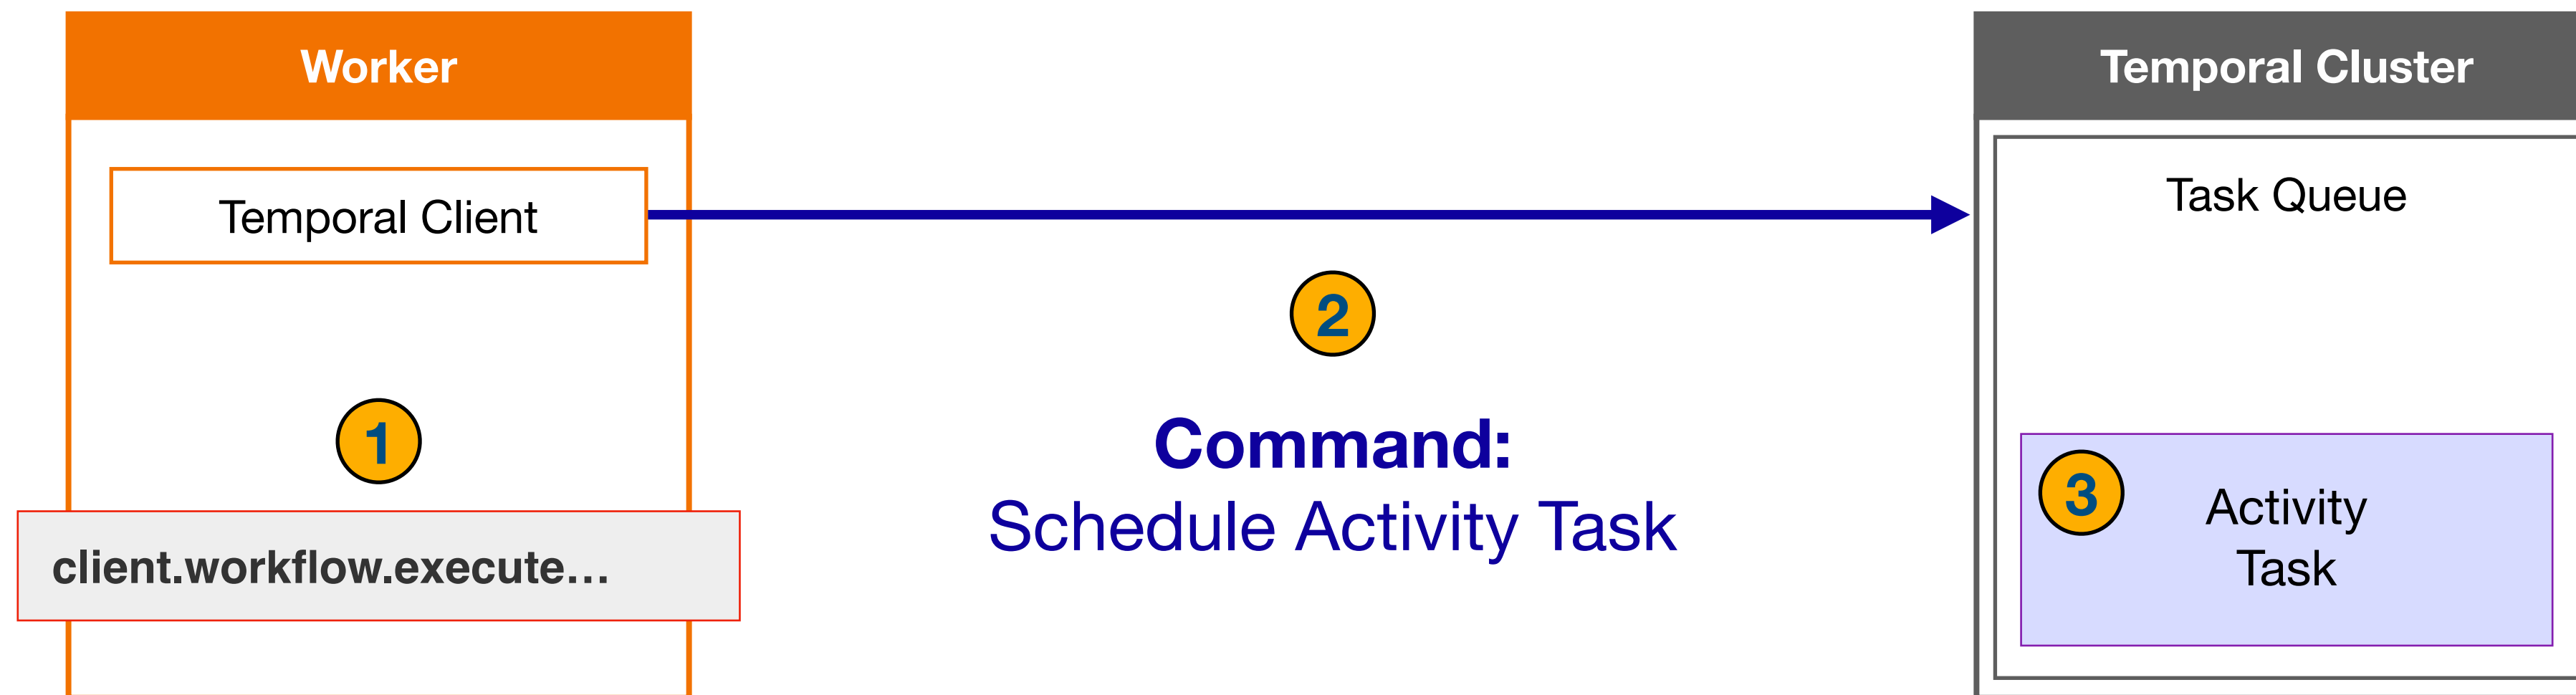 Worker
Temporal Cluster
Temporal Client
Task Queue
1
2
Command:
Schedule Activity Task
3
Activity
Task
client.workflow.execute…